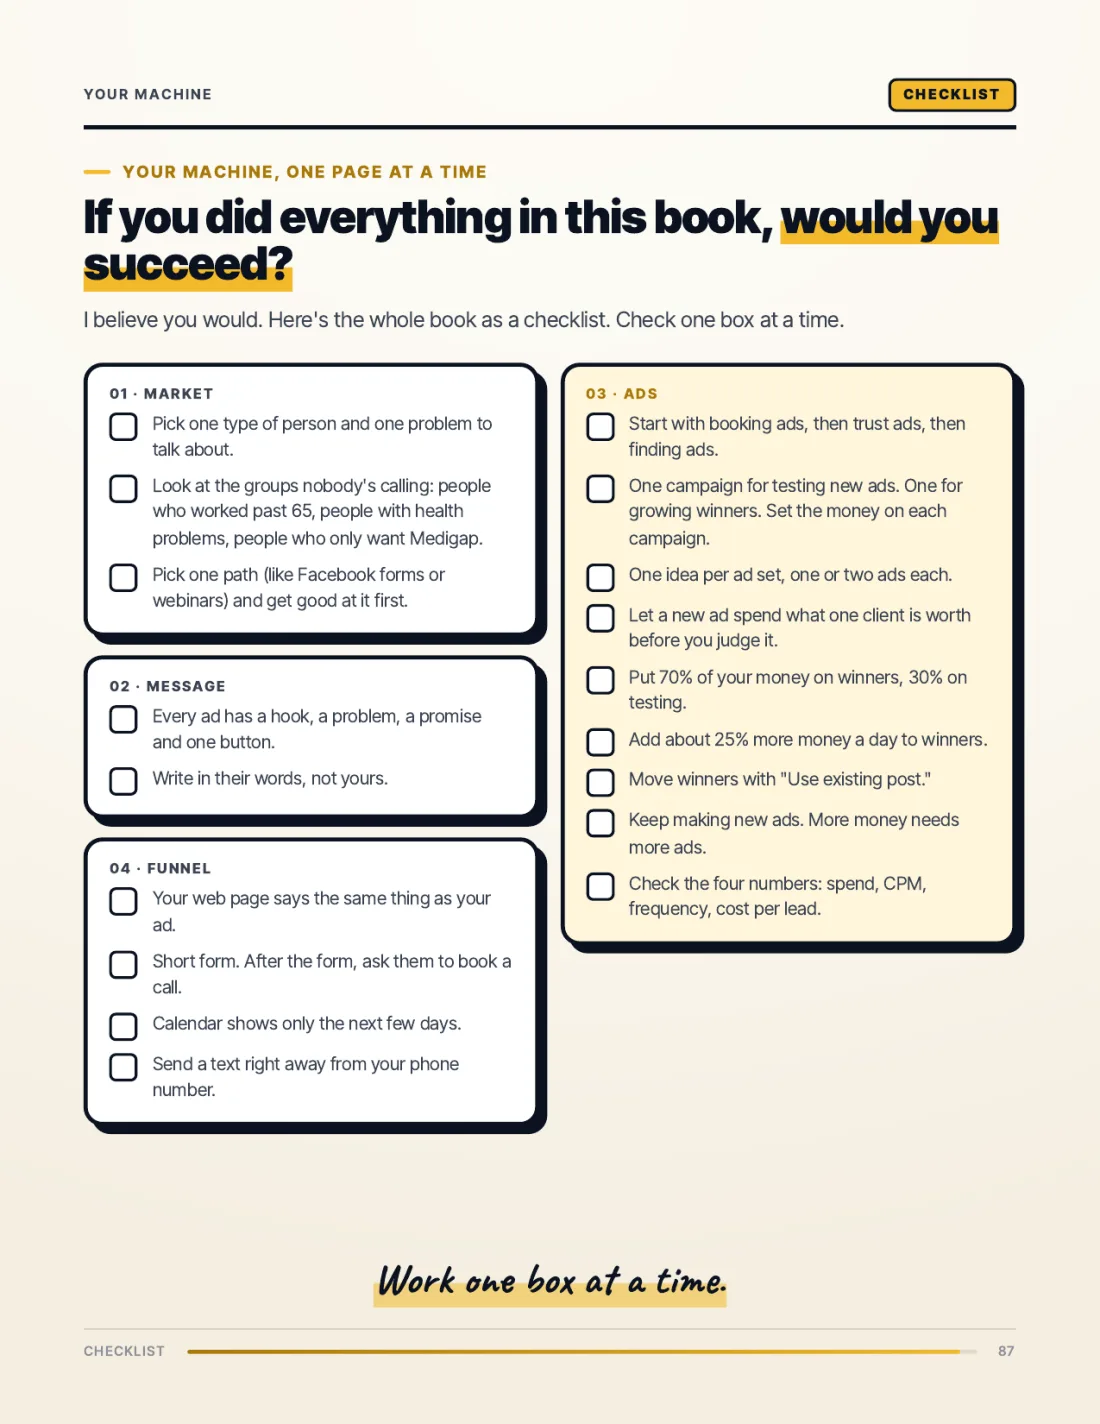 YOUR MACHINE
CHECKLIST
YOUR MACHINE, ONE PAGE AT A TIME
If you did everything in this book, would you
succeed?
I believe you would. Here's the whole book as a checklist. Check one box at a time.
01 · MARKET
Pick one type of person and one problem to
talk about.
Look at the groups nobody's calling: people
who worked past 65, people with health
problems, people who only want Medigap.
Pick one path (like Facebook forms or
webinars) and get good at it first.
02 · MESSAGE
Every ad has a hook, a problem, a promise
and one button.
Write in their words, not yours.
04 · FUNNEL
Your web page says the same thing as your
ad.
Short form. After the form, ask them to book a
call.
Calendar shows only the next few days.
Send a text right away from your phone
number.
03 · ADS
Start with booking ads, then trust ads, then
finding ads.
One campaign for testing new ads. One for
growing winners. Set the money on each
campaign.
One idea per ad set, one or two ads each.
Let a new ad spend what one client is worth
before you judge it.
Put 70% of your money on winners, 30% on
testing.
Add about 25% more money a day to winners.
Move winners with "Use existing post."
Keep making new ads. More money needs
more ads.
Check the four numbers: spend, CPM,
frequency, cost per lead.
Work one box at a time.
CHECKLIST
87